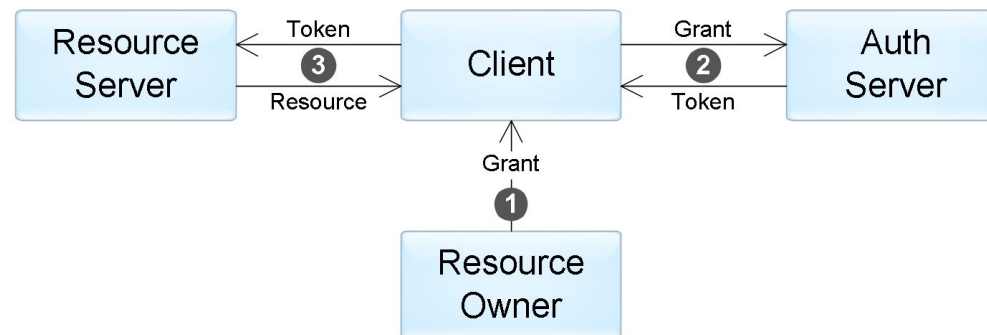 Resource
Server
Token
3
Resource
Client
Grant
2
Token
Auth
Server
Grant
1
Resource
Owner